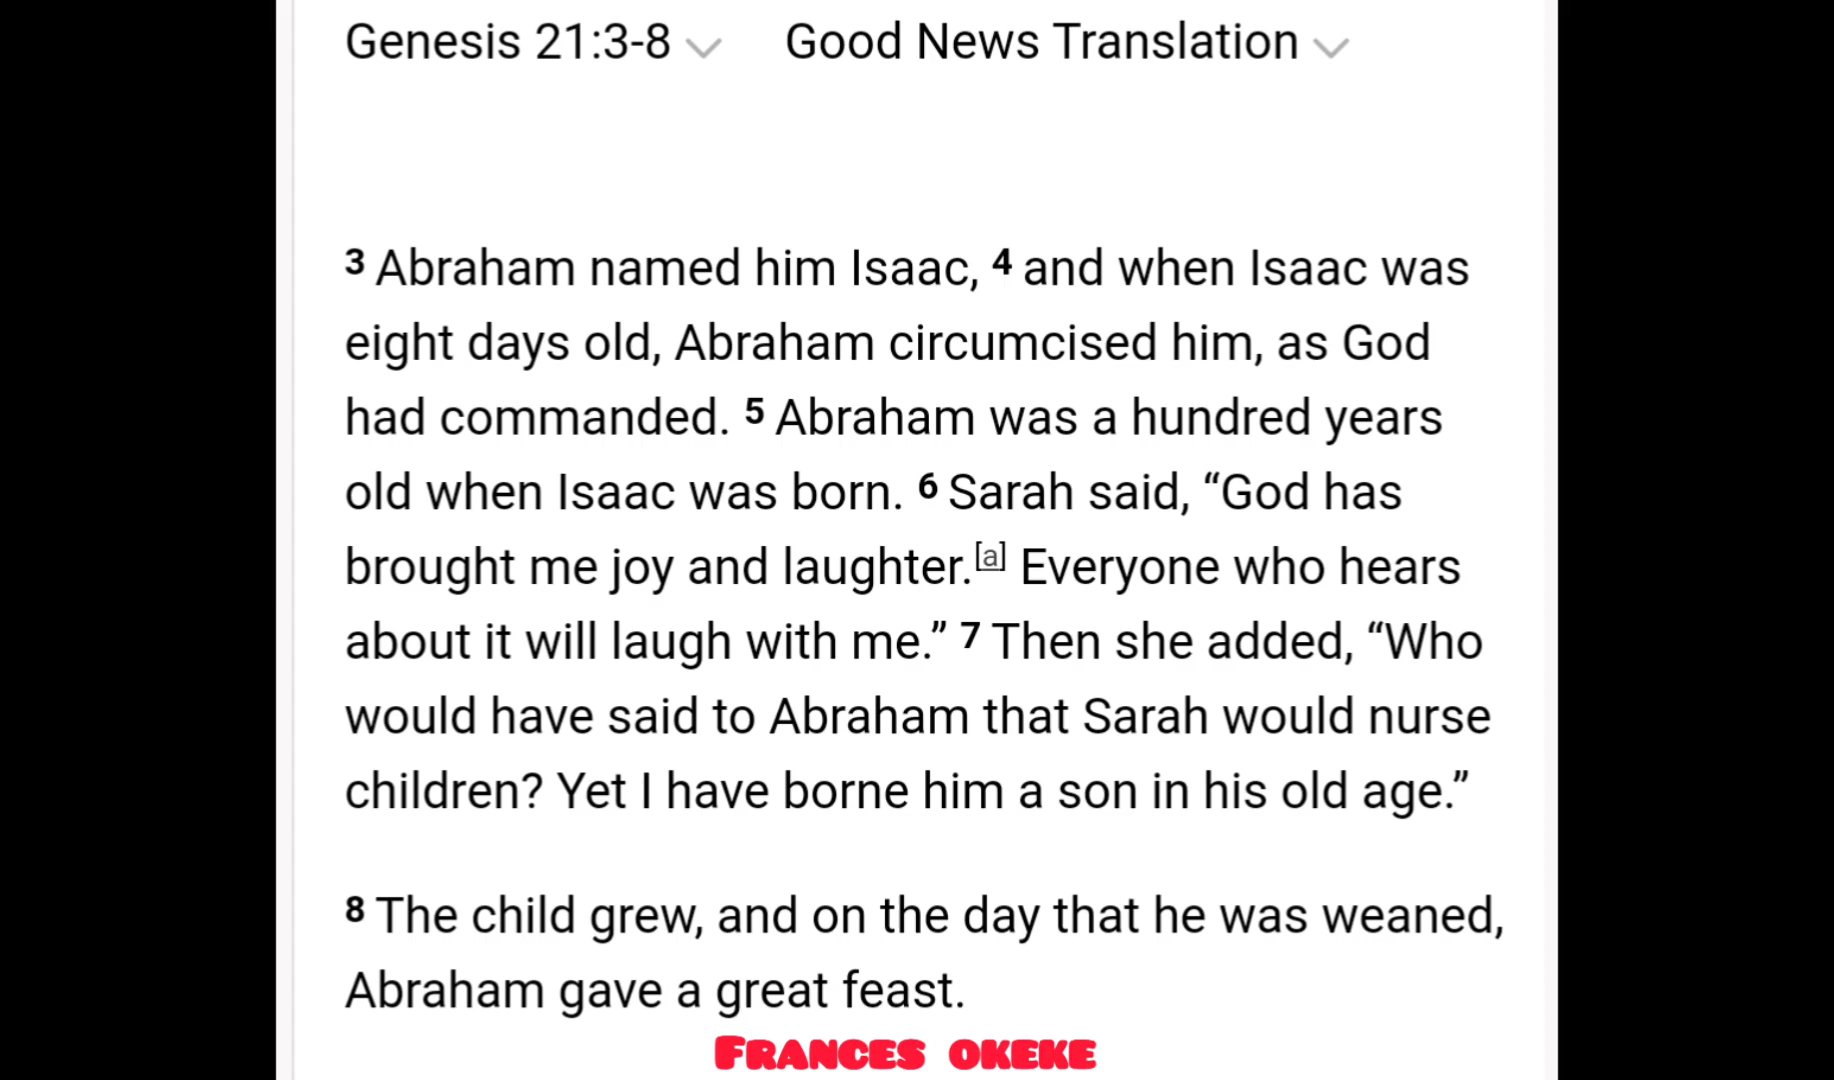 Genesis 21:3-8 Good News Translation
3 Abraham named him Isaac, 4 and when Isaac was
eight days old, Abraham circumcised him, as God
had commanded. 5 Abraham was a hundred years
old when Isaac was born. 6 Sarah said, “God has
brought me joy and laughter.[a] Everyone who hears
about it will laugh with me.” 7 Then she added, “Who
would have said to Abraham that Sarah would nurse
children? Yet I have borne him a son in his old age.”
8 The child grew, and on the day that he was weaned,
Abraham gave a great feast.
FRANCES OKEKE